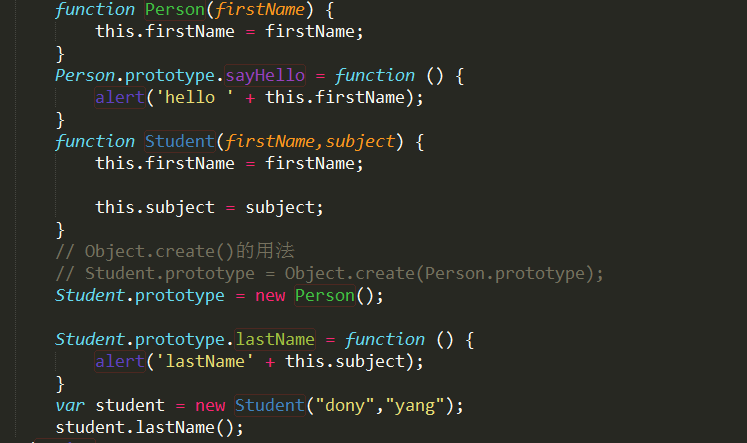 function Person(firstName) {
this.firstName = firstName;
}
Person.prototype.sayHello = function () {
alert('hello ' + this.firstName);
}
function Student(firstName,subject) {
this.firstName = firstName;
this.subject = subject;
}
// Object.create()的用法
// Student.prototype = Object.create(Person.prototype);
Student.prototype = new Person();
Student.prototype.lastName = function () {
alert('lastName' + this.subject);
}
var student = new Student("dony","yang");
student.lastName();